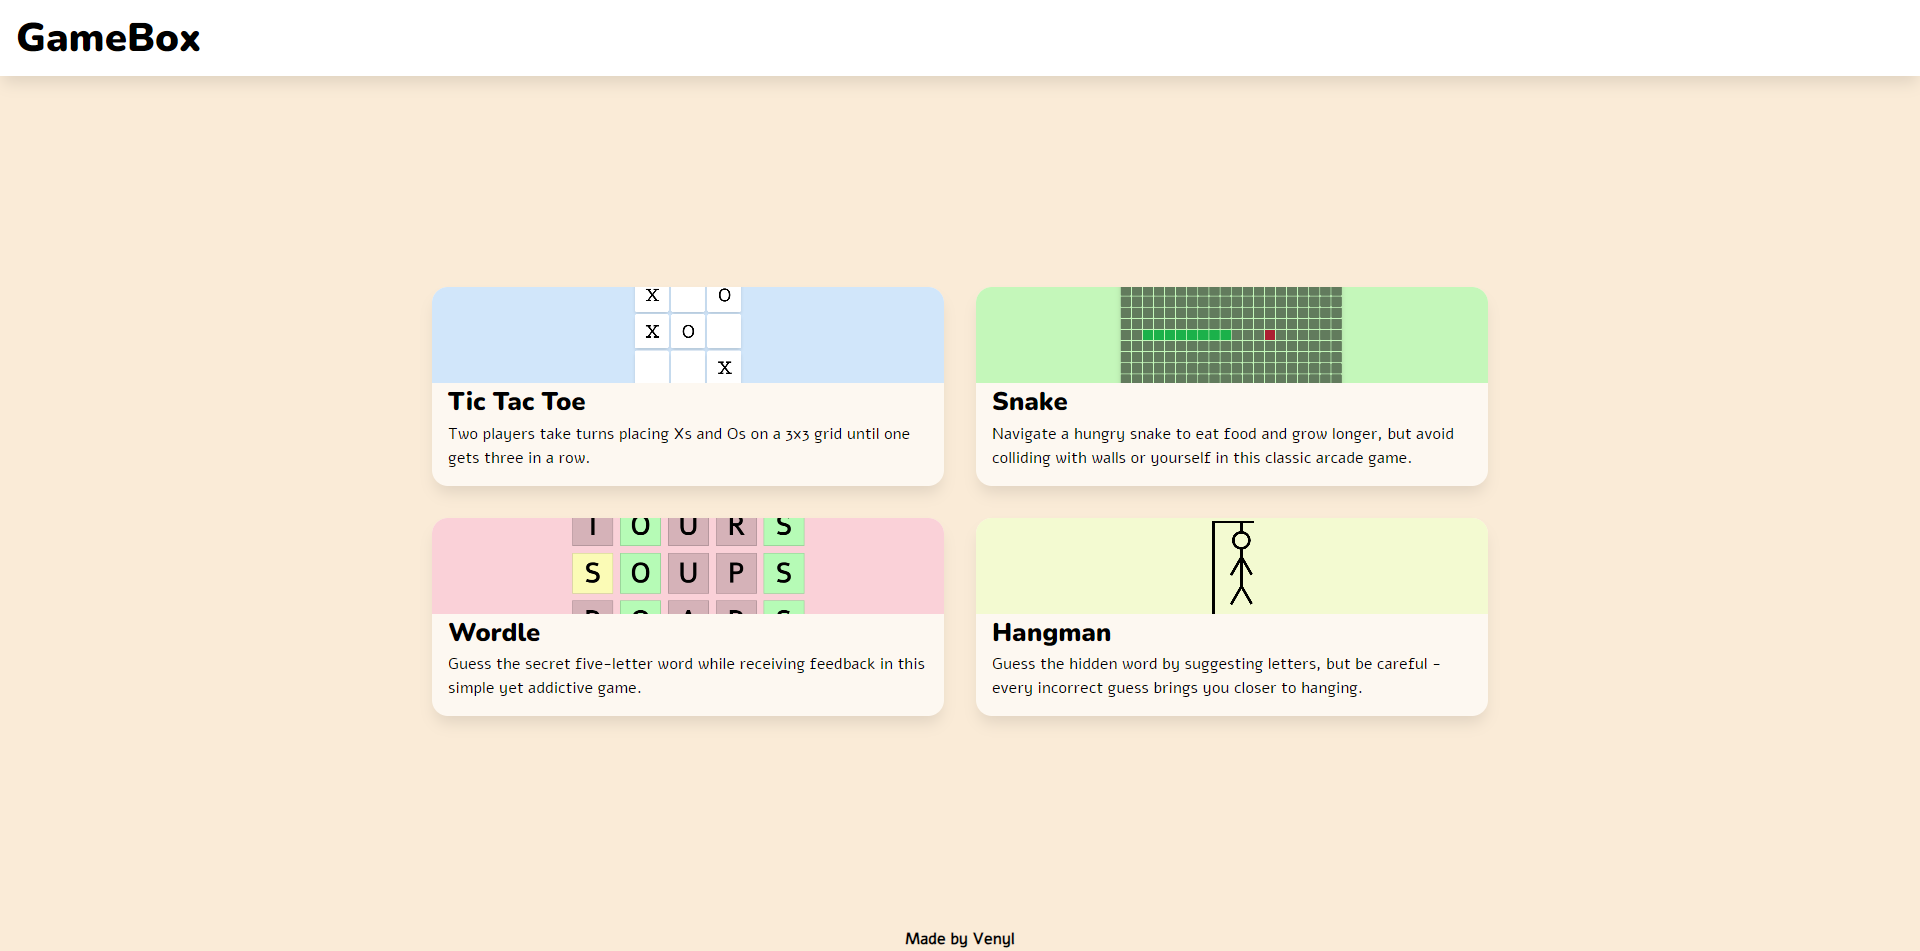 GameBox
X O
X O
X
Tic Tac Toe
Two players take turns placing Xs and Os on a 3x3 grid until one
gets three in a row.
Snake
Navigate a hungry snake to eat food and grow longer, but avoid
colliding with walls or yourself in this classic arcade game.
T O U R S
S O U P S
Wordle
Guess the secret five-letter word while receiving feedback in this
simple yet addictive game.
Hangman
Guess the hidden word by suggesting letters, but be careful -
every incorrect guess brings you closer to hanging.
Made by Venyl